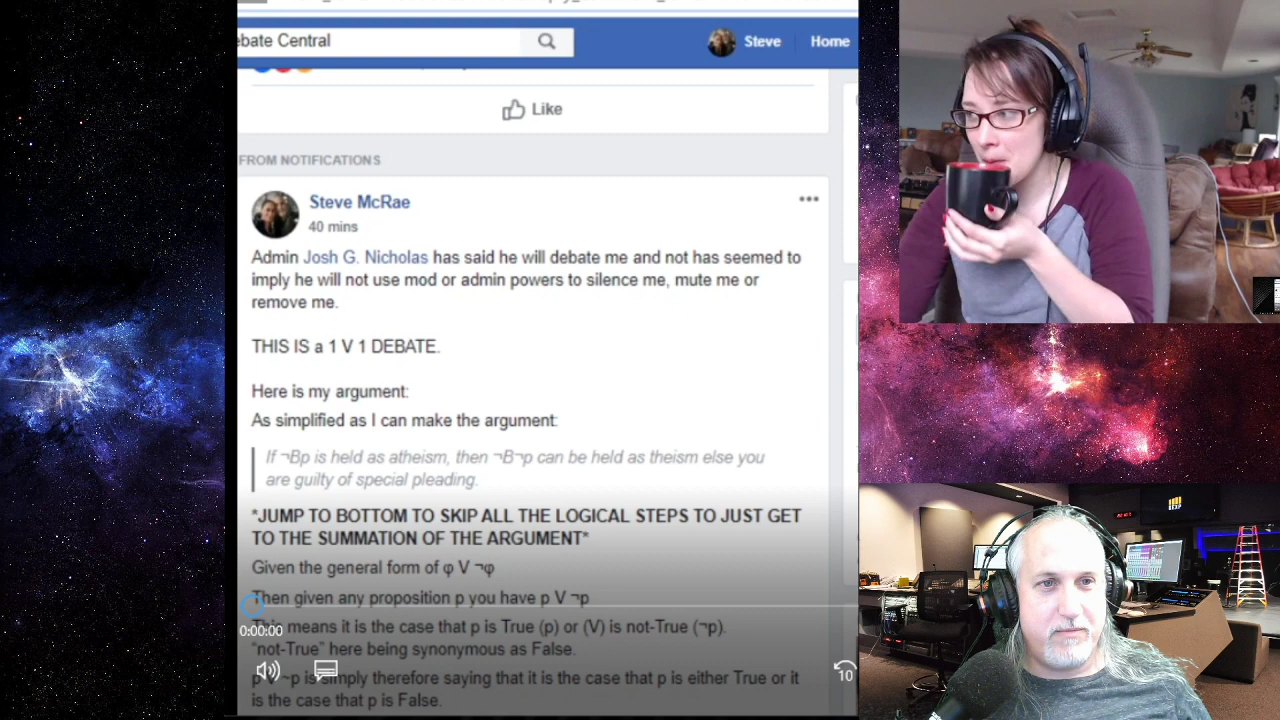 ebate Central
Steve
Home
Like
FROM NOTIFICATIONS
Steve McRae
40 mins
Admin Josh G. Nicholas has said he will debate me and not has seemed to
imply he will not use mod or admin powers to silence me, mute me or
remove me.
THIS IS a 1 V 1 DEBATE.
Here is my argument:
As simplified as I can make the argument:
If ¬Bp is held as atheism, then ¬B¬p can be held as theism else you
are guilty of special pleading.
*JUMP TO BOTTOM TO SKIP ALL THE LOGICAL STEPS TO JUST GET
TO THE SUMMATION OF THE ARGUMENT*
Given the general form of φ V ¬φ
Then given any proposition p you have p V ¬p
This means it is the case that p is True (p) or (V) is not-True (¬p).
0:00:00
"not-True" here being synonymous as False.
p V ¬p is simply therefore saying that it is the case that p is either True or it
10
is the case that p is False.